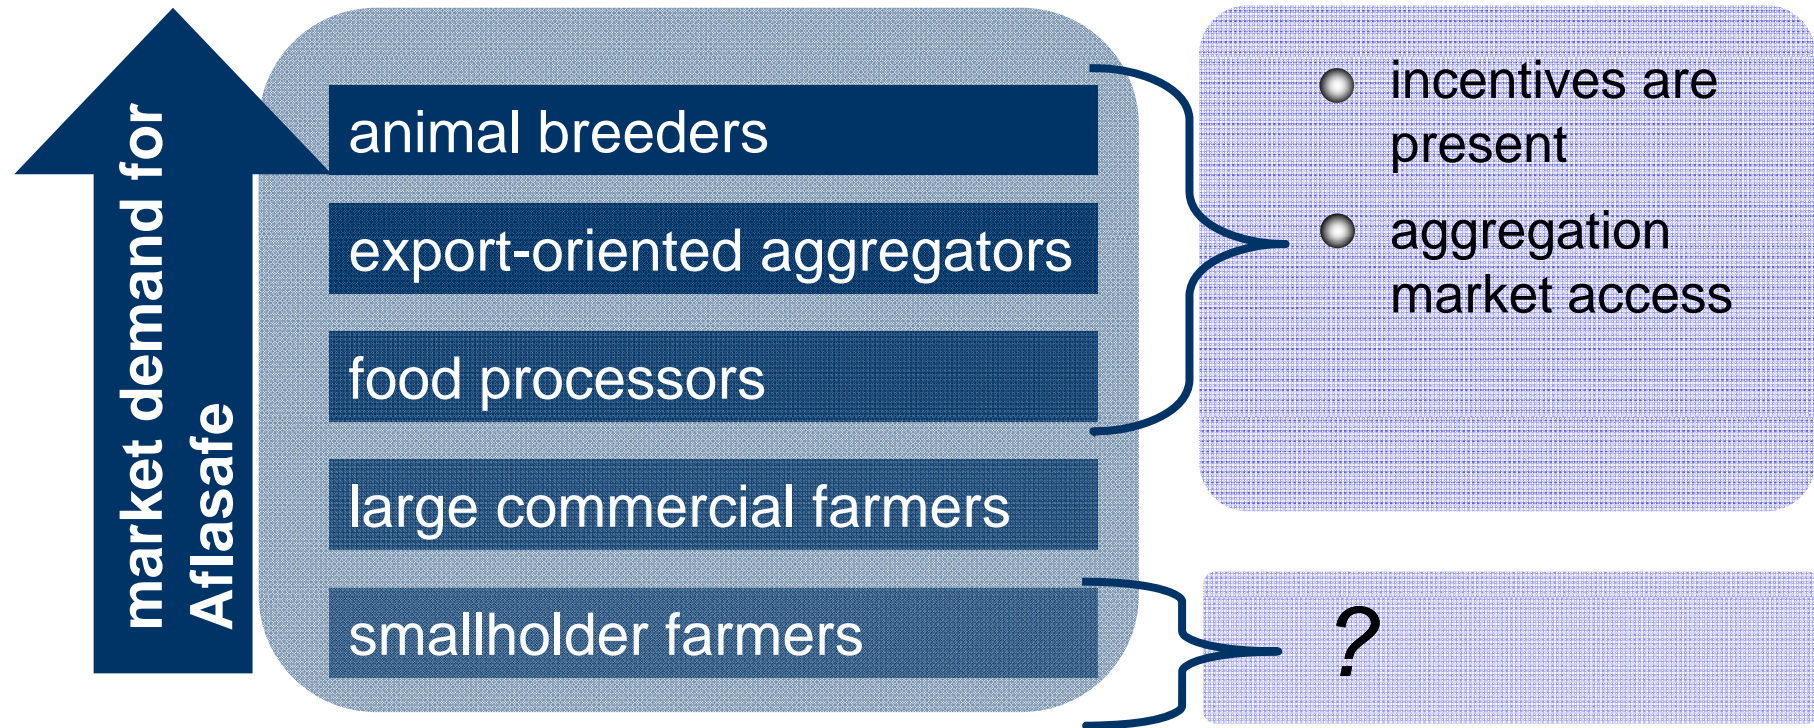 market demand for
Aflasafe
animal breeders
export-oriented aggregators
food processors
large commercial farmers
smallholder farmers
incentives are
present
aggregation
market access
?